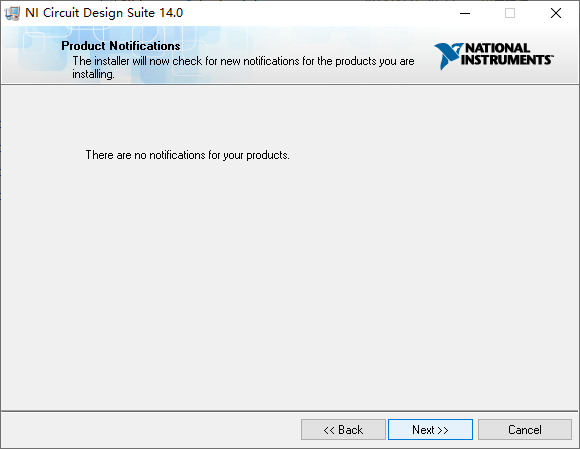 NI Circuit Design Suite 14.0
Product Notifications
The installer will now check for new notifications for the products you are
installing.
NATIONAL
INSTRUMENTS™
There are no notifications for your products.
<< Back
Next >>
Cancel